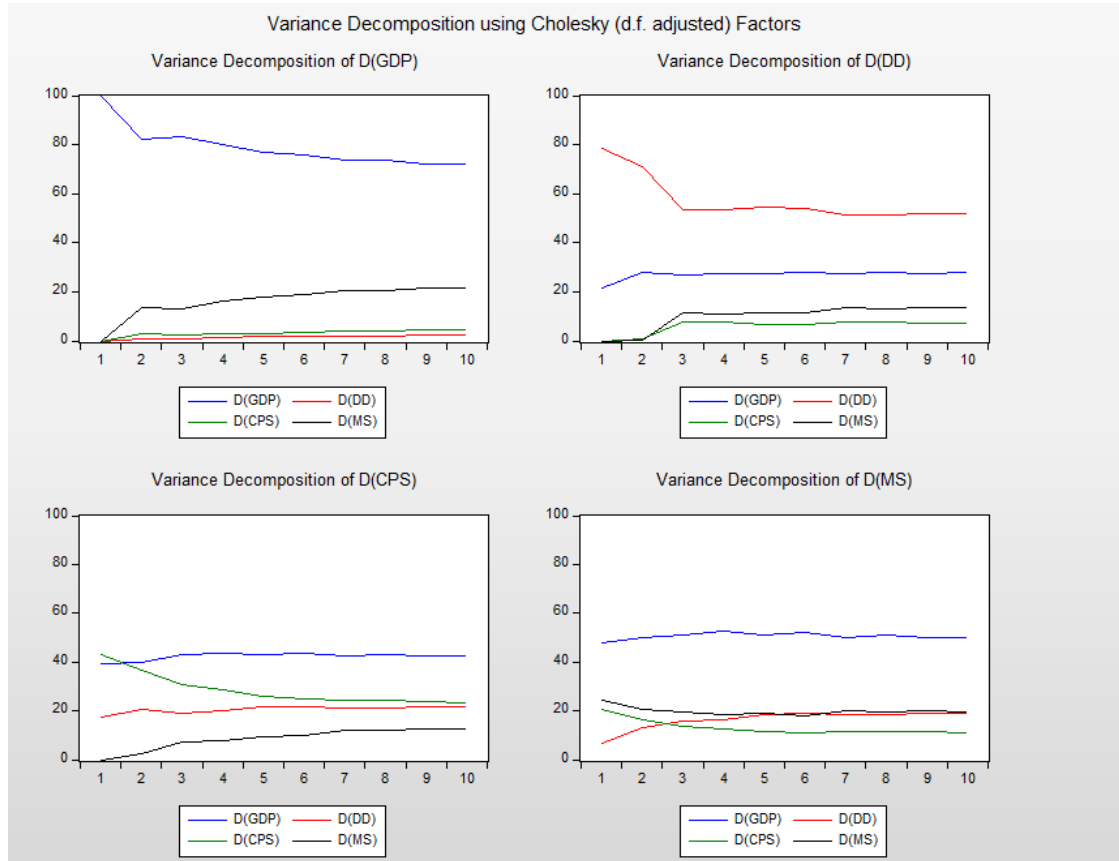 Variance Decomposition using Cholesky (d.f. adjusted) Factors
Variance Decomposition of D(GDP)
100
80
60
40
20
0
1 2 3 4 5 6 7 8 9 10
D(GDP) D(DD)
D(CPS) D(MS)
Variance Decomposition of D(DD)
100
80
60
40
20
0
1 2 3 4 5 6 7 8 9 10
D(GDP) D(DD)
D(CPS) D(MS)
Variance Decomposition of D(CPS)
100
80
60
40
20
0
1 2 3 4 5 6 7 8 9 10
D(GDP) D(DD)
D(CPS) D(MS)
Variance Decomposition of D(MS)
100
80
60
40
20
0
1 2 3 4 5 6 7 8 9 10
D(GDP) D(DD)
D(CPS) D(MS)